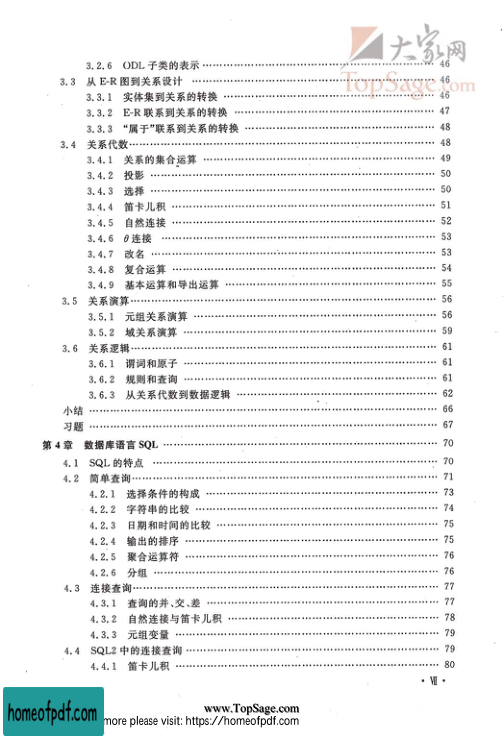 大家网
TopSage.com
3.2.6 ODL 子类的表示 …… 46
3.3 从 E-R 图到关系设计 …… 46
3.3.1 实体集到关系的转换 …… 46
3.3.2 E-R 联系到关系的转换 …… 47
3.3.3 “属于”联系到关系的转换 …… 48
3.4 关系代数 …… 48
3.4.1 关系的集合运算 …… 49
3.4.2 投影 …… 50
3.4.3 选择 …… 50
3.4.4 笛卡儿积 …… 51
3.4.5 自然连接 …… 52
3.4.6 θ连接 …… 53
3.4.7 改名 …… 53
3.4.8 复合运算 …… 54
3.4.9 基本运算和导出运算 …… 55
3.5 关系演算 …… 56
3.5.1 元组关系演算 …… 56
3.5.2 域关系演算 …… 59
3.6 关系逻辑 …… 61
3.6.1 谓词和原子 …… 61
3.6.2 规则和查询 …… 61
3.6.3 从关系代数到数据逻辑 …… 62
小结 …… 66
习题 …… 67
第 4 章 数据库语言 SQL …… 70
4.1 SQL 的特点 …… 70
4.2 简单查询 …… 71
4.2.1 选择条件的构成 …… 73
4.2.2 字符串的比较 …… 74
4.2.3 日期和时间的比较 …… 75
4.2.4 输出的排序 …… 75
4.2.5 聚合运算符 …… 76
4.2.6 分组 …… 76
4.3 连接查询 …… 77
4.3.1 查询的并、交、差 …… 77
4.3.2 自然连接与笛卡儿积 …… 78
4.3.3 元组变量 …… 79
4.4 SQL2 中的连接查询 …… 79
4.4.1 笛卡儿积 …… 80
· Ⅶ ·
www.TopSage.com
homeofpdf.com
more please visit: https://homeofpdf.com